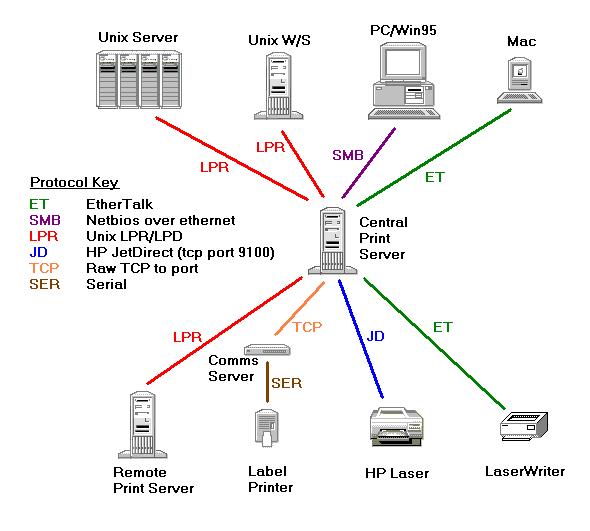 Unix Server
Unix W/S
PC/Win95
Mac
LPR
LPR
SMB
ET
Protocol Key
ET EtherTalk
SMB Netbios over ethernet
LPR Unix LPR/LPD
JD HP JetDirect (tcp port 9100)
TCP Raw TCP to port
SER Serial
Central
Print
Server
LPR
TCP
JD
ET
Comms
Server
SER
Remote
Print Server
Label
Printer
HP Laser
LaserWriter